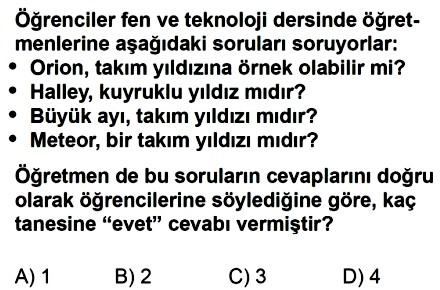 Öğrenciler fen ve teknoloji dersinde öğret-
menlerine aşağıdaki soruları soruyorlar:
• Orion, takım yıldızına örnek olabilir mi?
• Halley, kuyruklu yıldız mıdır?
• Büyük ayı, takım yıldızı mıdır?
• Meteor, bir takım yıldızı mıdır?
Öğretmen de bu soruların cevaplarını doğru
olarak öğrencilerine söylediğine göre, kaç
tanesine “evet” cevabı vermiştir?
A) 1 B) 2 C) 3 D) 4